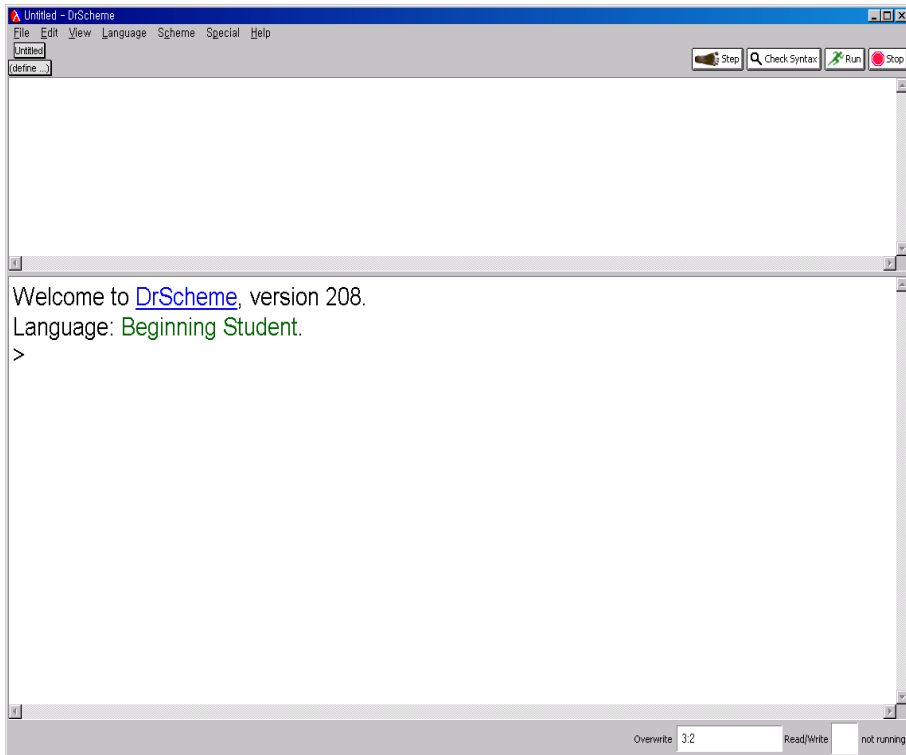 Untitled - DrScheme
File Edit View Language Scheme Special Help
Untitled
(define ...)
Step Check Syntax Run Stop
Welcome to DrScheme, version 208.
Language: Beginning Student.
>
Overwrite 3:2 Read/Write not running